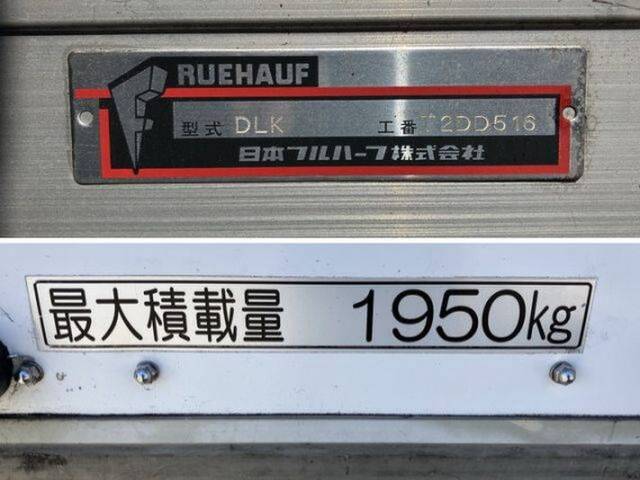 RUEHAUF
型式 DLK 工番 T2DD516
日本フルハーフ株式会社
最大積載量 1950kg